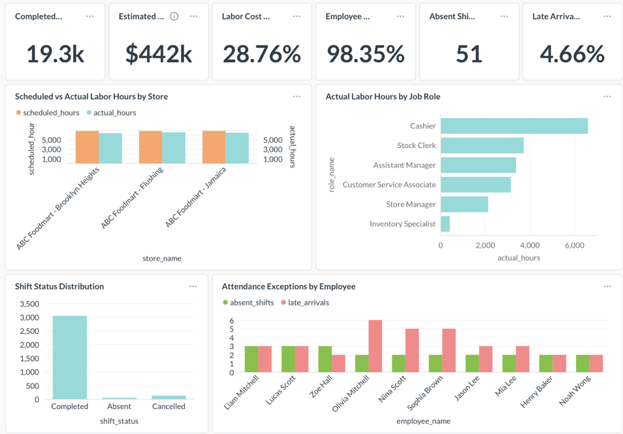 Completed...
Estimated ...
Labor Cost ...
Employee ...
Absent Shi...
Late Arriva...
19.3k
$442k
28.76%
98.35%
51
4.66%
Scheduled vs Actual Labor Hours by Store
scheduled_hours
actual_hours
scheduled_hour
5,000
3,000
1,000
5,000
3,000
1,000
actual_hours
ABC Foodmart - Brooklyn Heights
ABC Foodmart - Flushing
ABC Foodmart - Jamaica
store_name
Actual Labor Hours by Job Role
role_name
Cashier
Stock Clerk
Assistant Manager
Customer Service Associate
Store Manager
Inventory Specialist
0
2,000
4,000
6,000
actual_hours
Shift Status Distribution
3,500
3,000
2,500
2,000
1,500
1,000
500
0
Completed
Absent
Cancelled
shift_status
Attendance Exceptions by Employee
absent_shifts
late_arrivals
6
5
4
3
2
1
0
Liam Mitchell
Lucas Scott
Zoe Hall
Olivia Mitchell
Nina Scott
Sophia Brown
Jason Lee
Mia Lee
Henry Baker
Noah Wong
employee_name